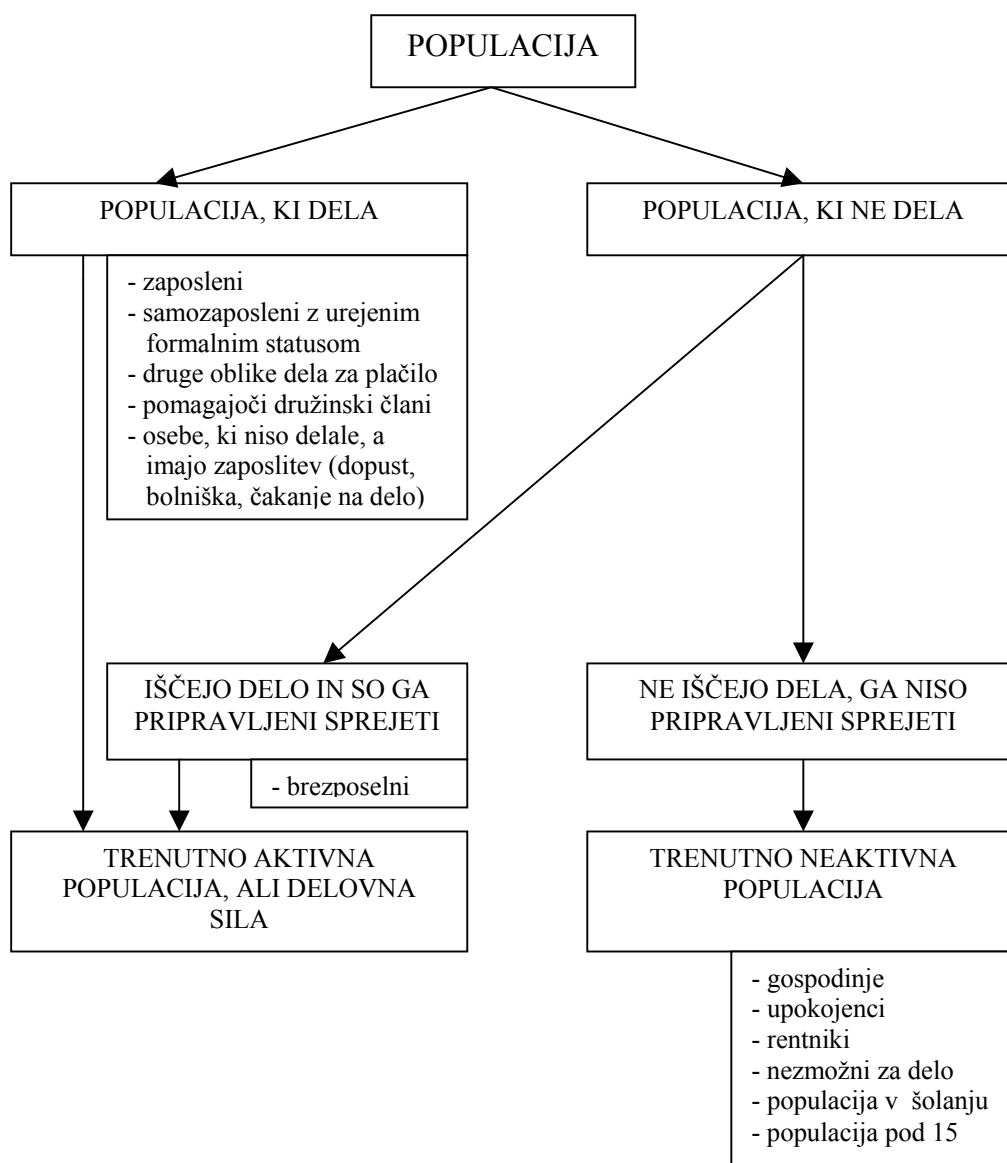 POPULACIJA
POPULACIJA, KI DELA
- zaposleni
- samozaposleni z urejenim
formalnim statusom
- druge oblike dela za plačilo
- pomagajoči družinski člani
- osebe, ki niso delale, a
imajo zaposlitev (dopust,
bolniška, čakanje na delo)
POPULACIJA, KI NE DELA
IŠČEJO DELO IN SO GA
PRIPRAVLJENI SPREJETI
- brezposelni
NE IŠČEJO DELA, GA NISO
PRIPRAVLJENI SPREJETI
TRENUTNO AKTIVNA
POPULACIJA, ALI DELOVNA
SILA
TRENUTNO NEAKTIVNA
POPULACIJA
- gospodinje
- upokojenci
- rentniki
- nezmožni za delo
- populacija v šolanju
- populacija pod 15